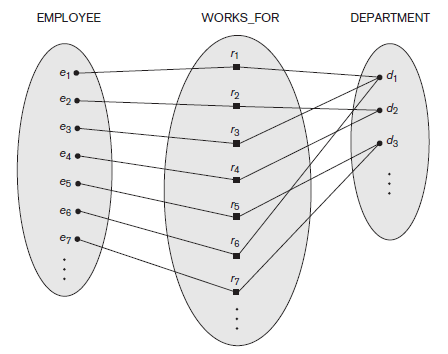 EMPLOYEE WORKS_FOR DEPARTMENT
e1 r1 d1
e2 r2 d2
e3 r3 d3
e4 r4
e5 r5
e6 r6
e7 r7